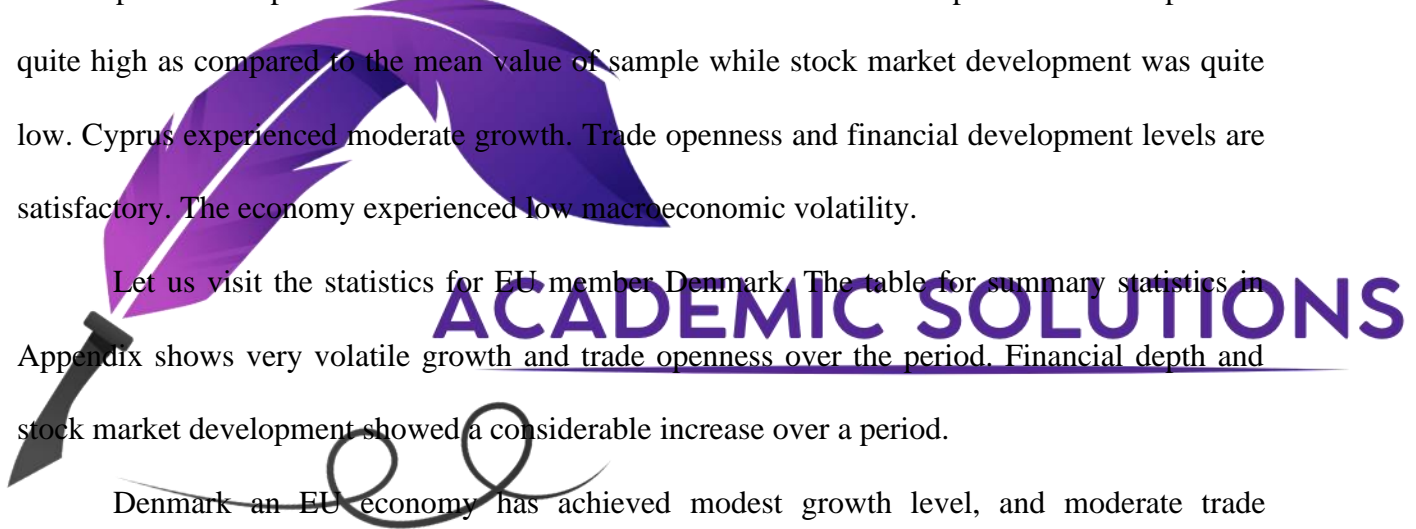 quite high as compared to the mean value of sample while stock market development was quite
low. Cyprus experienced moderate growth. Trade openness and financial development levels are
satisfactory. The economy experienced low macroeconomic volatility.
Let us visit the statistics for EU member Denmark. The table for summary statistics in
ACADEMIC SOLUTIONS
Appendix shows very volatile growth and trade openness over the period. Financial depth and
stock market development showed a considerable increase over a period.
Denmark an EU economy has achieved modest growth level, and moderate trade